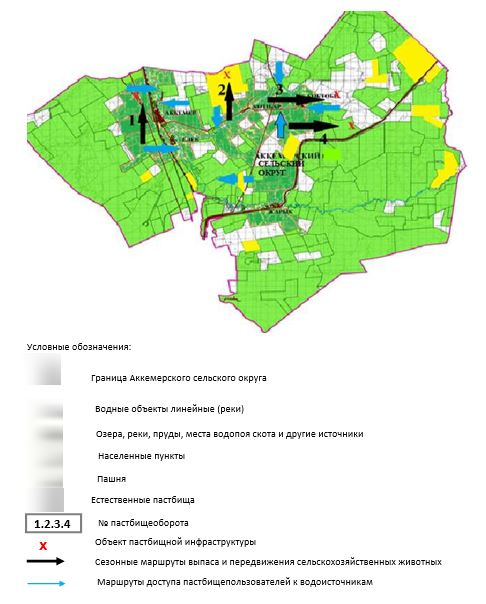 2
3
1
АККЕМЕР
4
АККЕМЕРСКИЙ
СЕЛЬСКИЙ
ОКРУГ
ЖАРЫК
Условные обозначения:
Граница Аккемерского сельского округа
Водные объекты линейные (реки)
Озера, реки, пруды, места водопоя скота и другие источники
Населенные пункты
Пашня
Естественные пастбища
1.2.3.4 № пастбищеоборота
X Объект пастбищной инфраструктуры
Сезонные маршруты выпаса и передвижения сельскохозяйственных животных
Маршруты доступа пастбищепользователей к водоисточникам